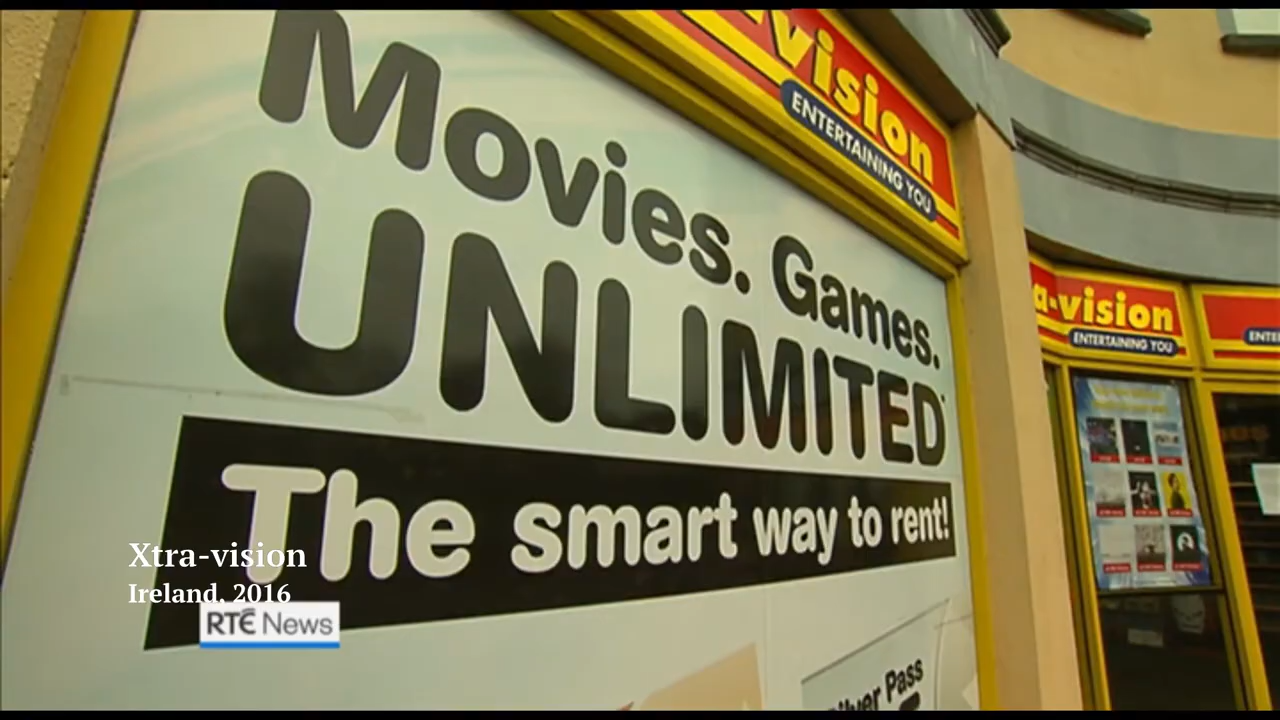 Movies. Games.
UNLIMITED
The smart way to rent!
vision
ENTERTAINING YOU
a-vision
ENTERTAINING YOU
Pass
Xtra-vision
Ireland, 2016
RTÉ News